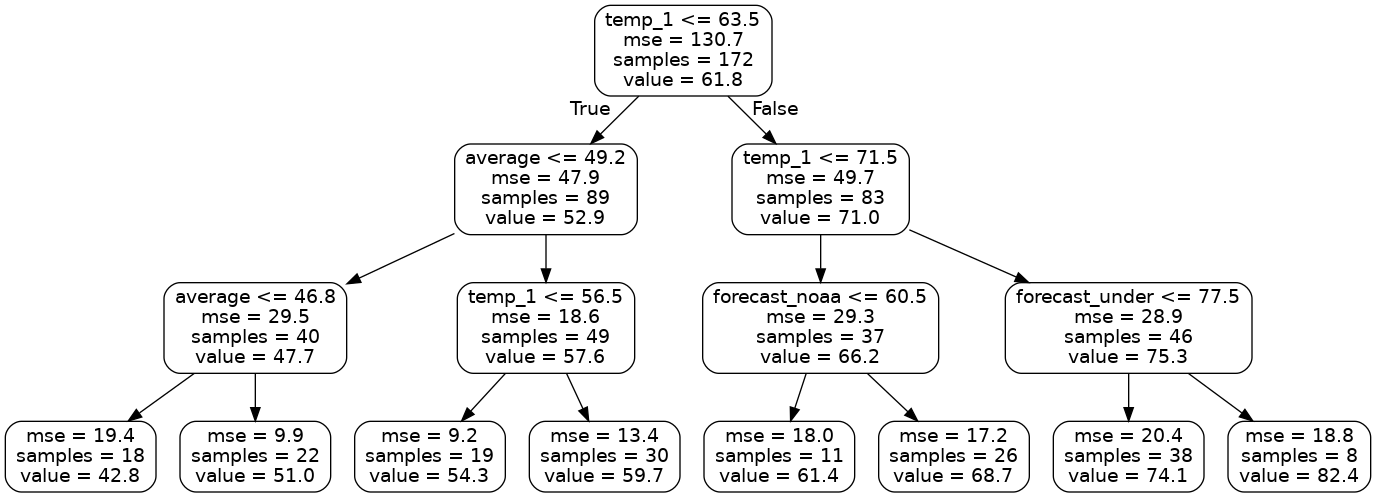 temp_1 <= 63.5
mse = 130.7
samples = 172
value = 61.8
True
False
average <= 49.2
mse = 47.9
samples = 89
value = 52.9
temp_1 <= 71.5
mse = 49.7
samples = 83
value = 71.0
average <= 46.8
mse = 29.5
samples = 40
value = 47.7
temp_1 <= 56.5
mse = 18.6
samples = 49
value = 57.6
forecast_noaa <= 60.5
mse = 29.3
samples = 37
value = 66.2
forecast_under <= 77.5
mse = 28.9
samples = 46
value = 75.3
mse = 19.4
samples = 18
value = 42.8
mse = 9.9
samples = 22
value = 51.0
mse = 9.2
samples = 19
value = 54.3
mse = 13.4
samples = 30
value = 59.7
mse = 18.0
samples = 11
value = 61.4
mse = 17.2
samples = 26
value = 68.7
mse = 20.4
samples = 38
value = 74.1
mse = 18.8
samples = 8
value = 82.4